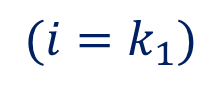 (𝑖 = 𝑘₁)